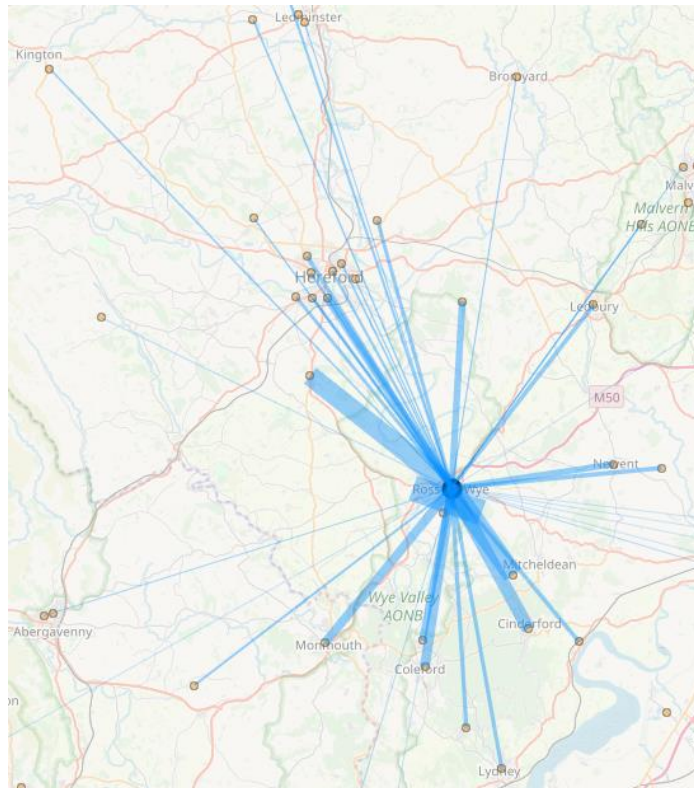 Leominster
Kington
Bromyard
Malv
Malvern
Hills AONB
Hereford
Ledbury
M50
Newent
Ross Wye
Mitcheldean
Wye Valley
AONB
Cinderford
Abergavenny
Monmouth
Coleford
on
Lydney